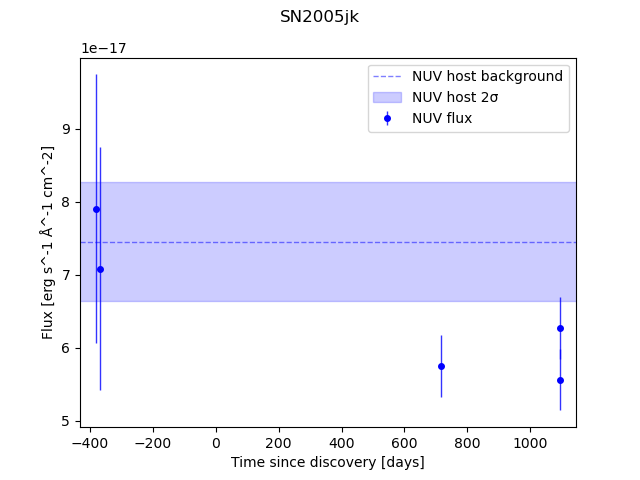 SN2005jk
1e−17
NUV host background
NUV host 2σ
NUV flux
9
8
7
6
5
Flux [erg s^-1 Å^-1 cm^-2]
−400
−200
0
200
400
600
800
1000
Time since discovery [days]